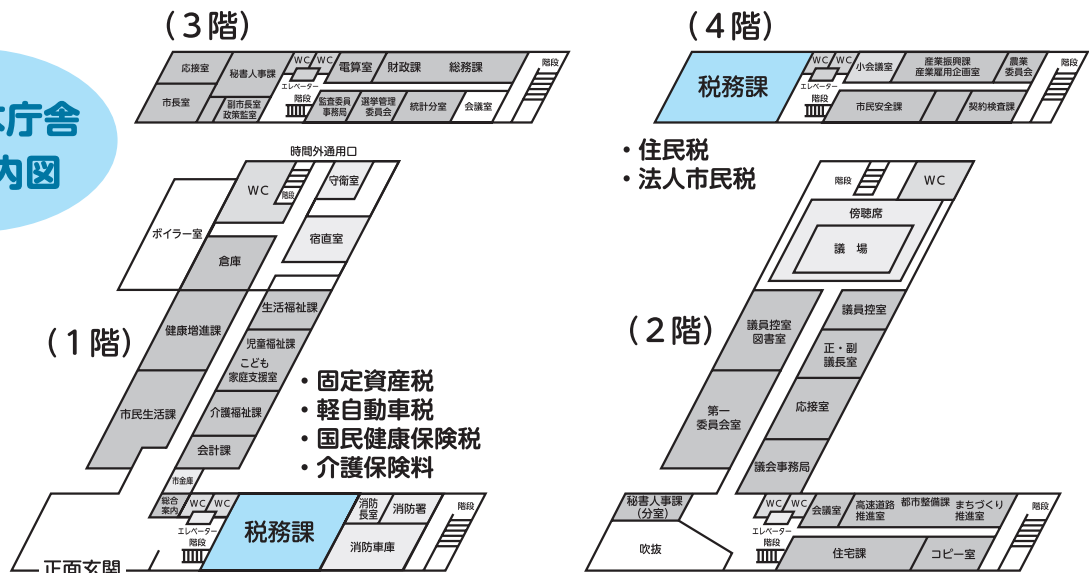 庁舎
内図
（３階）
応接室
秘書人事課
WC
WC
エレベーター
階段
電算室
財政課
総務課
階段
市長室
副市長室
政策監室
監査委員
事務局
選挙管理
委員会
統計分室
会議室
（４階）
税務課
WC
WC
エレベーター
階段
小会議室
産業振興課
産業雇用企画室
農業
委員会
階段
市民安全課
契約検査課
・住民税
・法人市民税
（１階）
時間外通用口
WC
階段
守衛室
ボイラー室
宿直室
倉庫
生活福祉課
健康増進課
児童福祉課
こども
家庭支援室
市民生活課
介護福祉課
会計課
市金庫
総合
案内
WC
WC
エレベーター
階段
税務課
消防
長室
消防署
消防車庫
階段
正面玄関
・固定資産税
・軽自動車税
・国民健康保険税
・介護保険料
（２階）
階段
WC
傍聴席
議　場
議員控室
議員控室
図書室
正・副
議長室
第一
委員会室
応接室
議会事務局
秘書人事課
（分室）
吹抜
WC
WC
エレベーター
階段
会議室
高速道路
推進室
都市整備課
まちづくり
推進室
階段
住宅課
コピー室